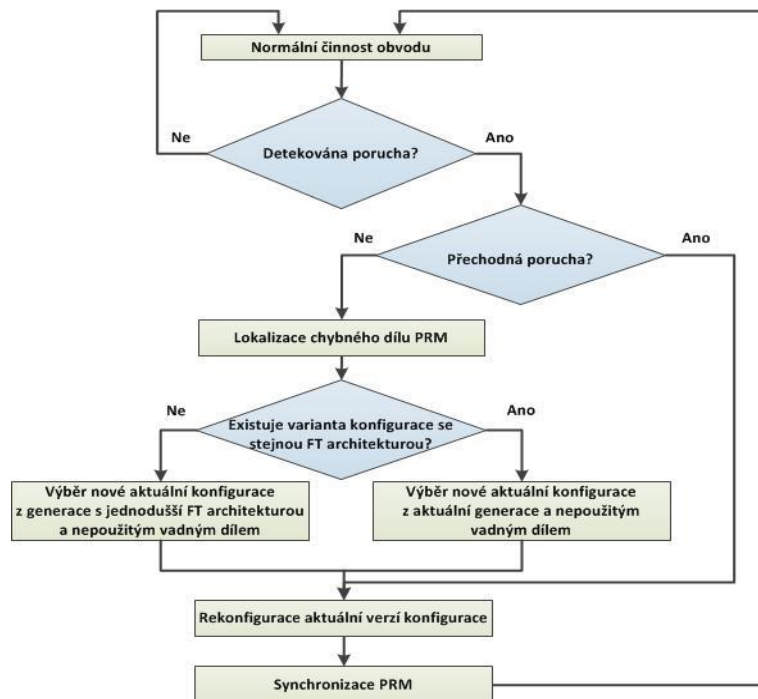 Normální činnost obvodu
Ne
Ano
Detekována porucha?
Ne
Ano
Přechodná porucha?
Lokalizace chybného dílu PRM
Ne
Ano
Existuje varianta konfigurace se
stejnou FT architekturou?
Výběr nové aktuální konfigurace
z generace s jednodušší FT architekturou
a nepoužitým vadným dílem
Výběr nové aktuální konfigurace
z aktuální generace a nepoužitým
vadným dílem
Rekonfigurace aktuální verzí konfigurace
Synchronizace PRM